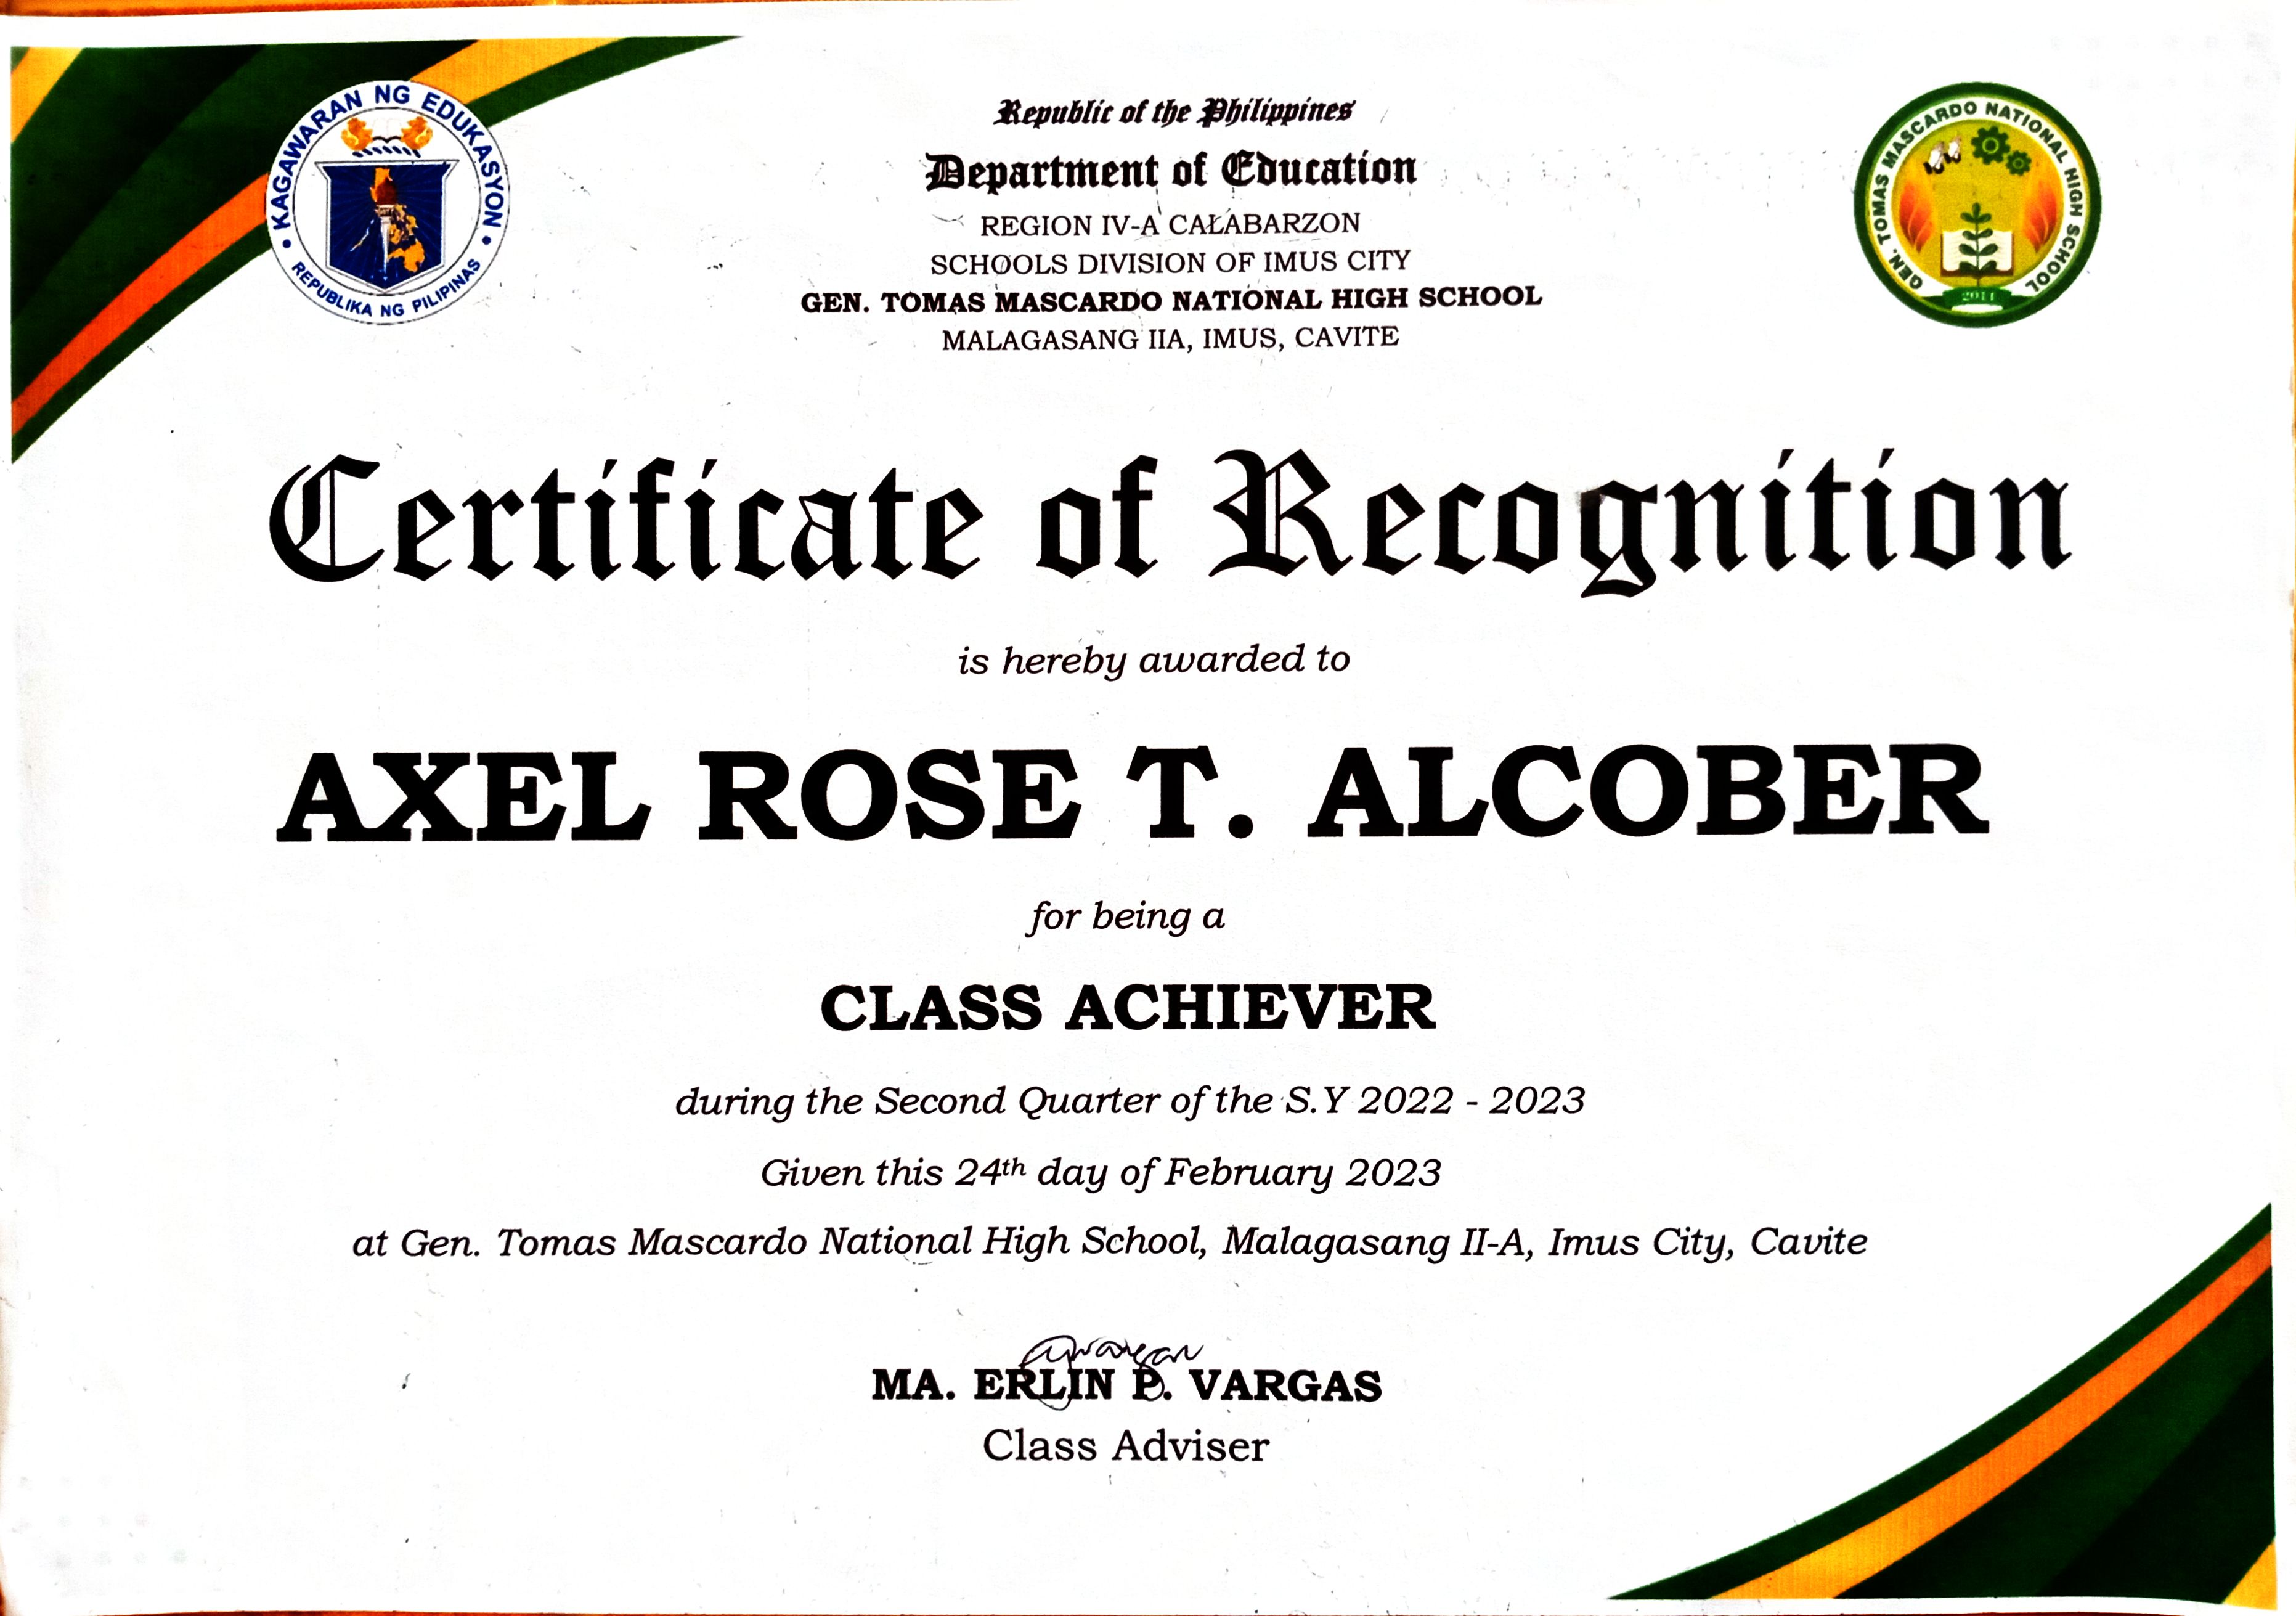 KAGAWARAN NG EDUKASYON
REPUBLIKA NG PILIPINAS
Republic of the Philippines
Department of Education
REGION IV-A CALABARZON
SCHOOLS DIVISION OF IMUS CITY
GEN. TOMAS MASCARDO NATIONAL HIGH SCHOOL
MALAGASANG IIA, IMUS, CAVITE
GEN. TOMAS MASCARDO NATIONAL HIGH SCHOOL
2011
Certificate of Recognition
is hereby awarded to
AXEL ROSE T. ALCOBER
for being a
CLASS ACHIEVER
during the Second Quarter of the S.Y 2022 - 2023
Given this 24th day of February 2023
at Gen. Tomas Mascardo National High School, Malagasang II-A, Imus City, Cavite
MA. ERLIN P. VARGAS
Class Adviser